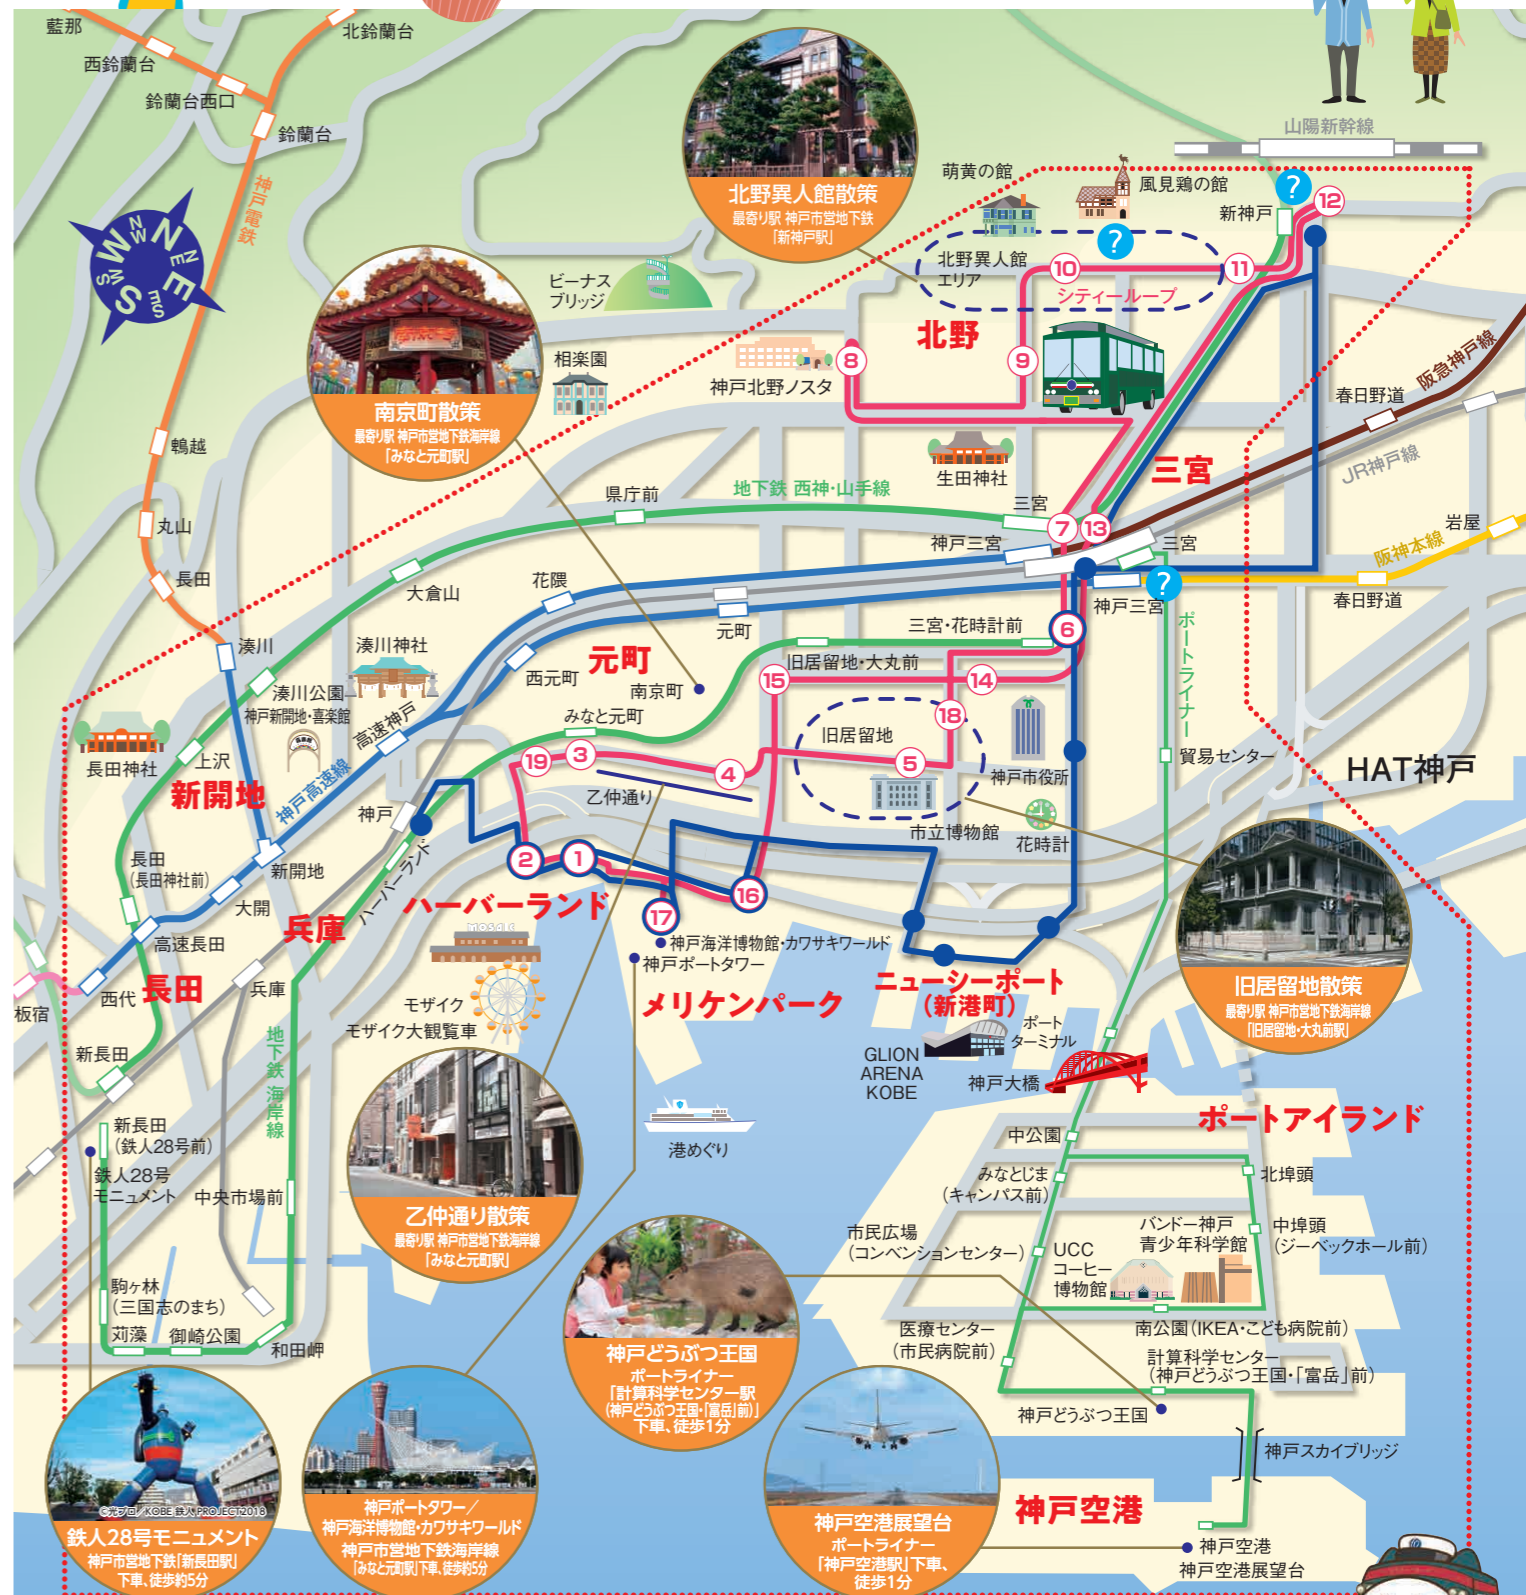 藍那
北鈴蘭台
西鈴蘭台
鈴蘭台西口
鈴蘭台
神戸電鉄
N
NE
E
SE
S
SW
W
NW
山陽新幹線
北野異人館散策
最寄り駅 神戸市営地下鉄
「新神戸駅」
萌黄の館
風見鶏の館
?
新神戸
12
?
北野異人館
エリア
10
11
シティーループ
ビーナス
ブリッジ
北野
相楽園
神戸北野ノスタ
8
9
南京町散策
最寄り駅 神戸市営地下鉄海岸線
「みなと元町駅」
阪急神戸線
春日野道
JR神戸線
鵯越
生田神社
三宮
県庁前
地下鉄 西神・山手線
三宮
7
13
丸山
神戸三宮
三宮
岩屋
阪神本線
長田
大倉山
花隈
神戸三宮
?
春日野道
元町
ポートライナー
湊川
湊川神社
元町
三宮・花時計前
6
旧居留地・大丸前
西元町
南京町
15
14
湊川公園
神戸新開地・喜楽館
みなと元町
18
高速神戸
長田神社
上沢
旧居留地
19
3
4
5
神戸市役所
貿易センター
HAT神戸
新開地
神戸高速線
神戸
乙仲通り
市立博物館
花時計
長田
(長田神社前)
新開地
ハーバーランド
2
1
16
17
大開
ハーバーランド
兵庫
高速長田
MOSAIC
神戸海洋博物館・カワサキワールド
神戸ポートタワー
長田
西代
兵庫
板宿
モザイク
モザイク大観覧車
メリケンパーク
ニューシーポート
(新港町)
旧居留地散策
最寄り駅 神戸市営地下鉄海岸線
「旧居留地・大丸前駅」
ポート
ターミナル
GLION
ARENA
KOBE
神戸大橋
新長田
地下鉄 海岸線
ポートアイランド
新長田
(鉄人28号前)
港めぐり
中公園
鉄人28号
モニュメント
中央市場前
みなとじま
(キャンパス前)
北埠頭
乙仲通り散策
最寄り駅 神戸市営地下鉄海岸線
「みなと元町駅」
市民広場
(コンベンションセンター)
UCC
コーヒー
博物館
バンドー神戸
青少年科学館
中埠頭
(ジーベックホール前)
駒ヶ林
(三国志のまち)
苅藻
御崎公園
和田岬
医療センター
(市民病院前)
南公園(IKEA・こども病院前)
計算科学センター
(神戸どうぶつ王国・「富岳」前)
神戸どうぶつ王国
ポートライナー
「計算科学センター駅
(神戸どうぶつ王国・「富岳」前)」
下車、徒歩1分
神戸どうぶつ王国
神戸スカイブリッジ
©光プロ/KOBE 鉄人 PROJECT2018
鉄人28号モニュメント
神戸市営地下鉄「新長田駅」
下車、徒歩約5分
神戸ポートタワー/
神戸海洋博物館・カワサキワールド
神戸市営地下鉄海岸線
「みなと元町駅」下車、徒歩約5分
神戸空港展望台
ポートライナー
「神戸空港駅」下車、
徒歩1分
神戸空港
神戸空港
神戸空港展望台